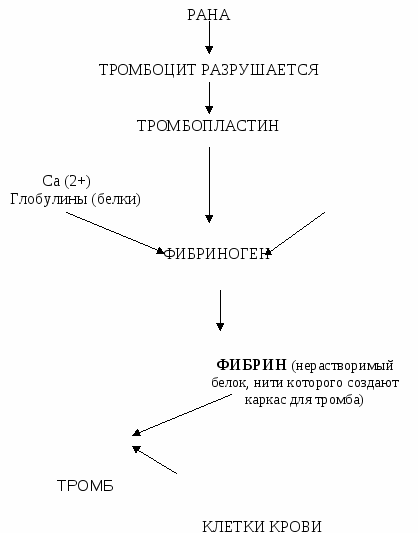 РАНА
ТРОМБОЦИТ РАЗРУШАЕТСЯ
ТРОМБОПЛАСТИН
Ca (2+)
Глобулины (белки)
ФИБРИНОГЕН
ФИБРИН (нерастворимый
белок, нити которого создают
каркас для тромба)
ТРОМБ
КЛЕТКИ КРОВИ